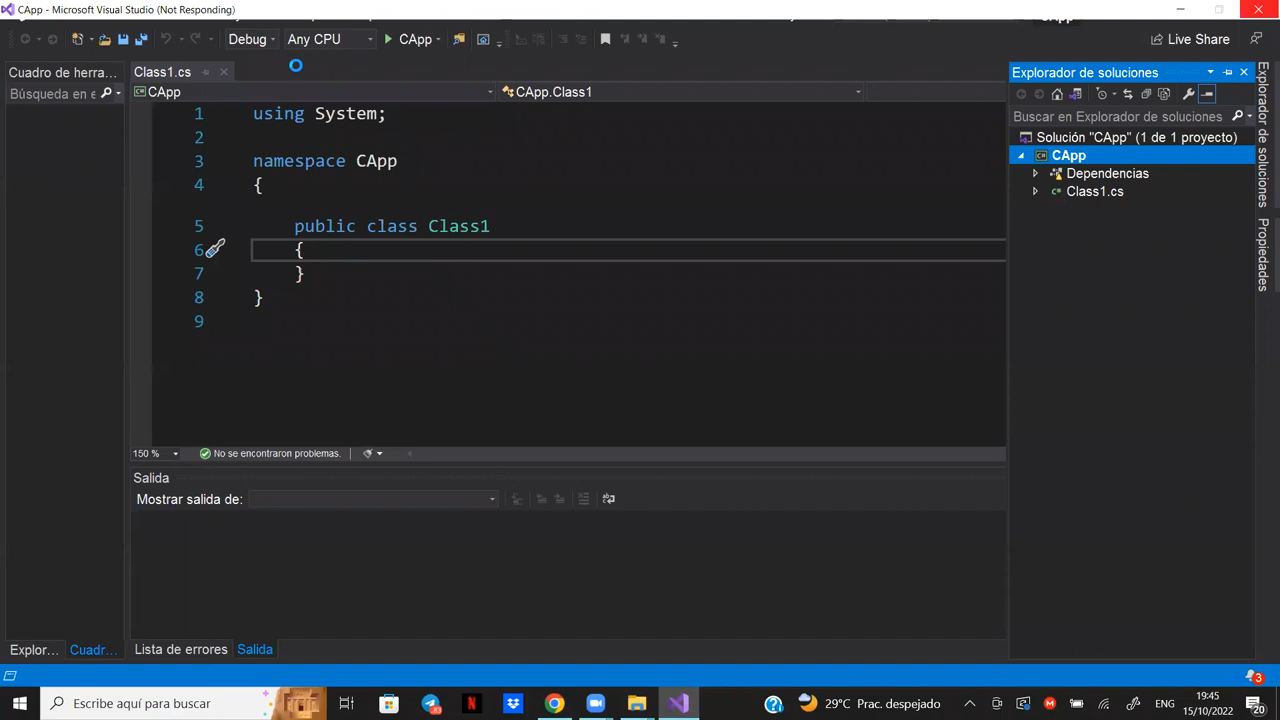 CApp - Microsoft Visual Studio (Not Responding)
Debug Any CPU CApp Live Share
Cuadro de herra...
Búsqueda en e
Class1.cs
CApp CApp.Class1
1 using System;
2
3 namespace CApp
4 {
5 public class Class1
6 {
7 }
8 }
9
150 % No se encontraron problemas.
Salida
Mostrar salida de:
Explor... Cuadr... Lista de errores Salida
Explorador de soluciones
Buscar en Explorador de soluciones
Solución "CApp" (1 de 1 proyecto)
CApp
Dependencias
Class1.cs
Explorador de soluciones
Propiedades
3
Escribe aquí para buscar
29°C Prac. despejado
ENG
19:45
15/10/2022
20